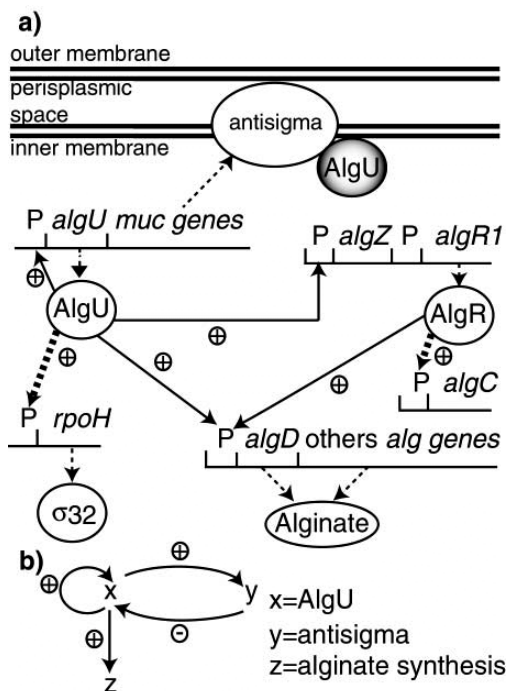 a)
outer membrane
perisplasmic
space
antisigma
inner membrane
AlgU
P algU muc genes
P algZ P algR1
⊕
AlgU
AlgR
⊕
⊕
⊕
⊕
⊕
P algC
P rpoH
P algD others alg genes
σ32
Alginate
b)
⊕
⊕
x
y
x=AlgU
⊖
y=antisigma
⊕
z
z=alginate synthesis